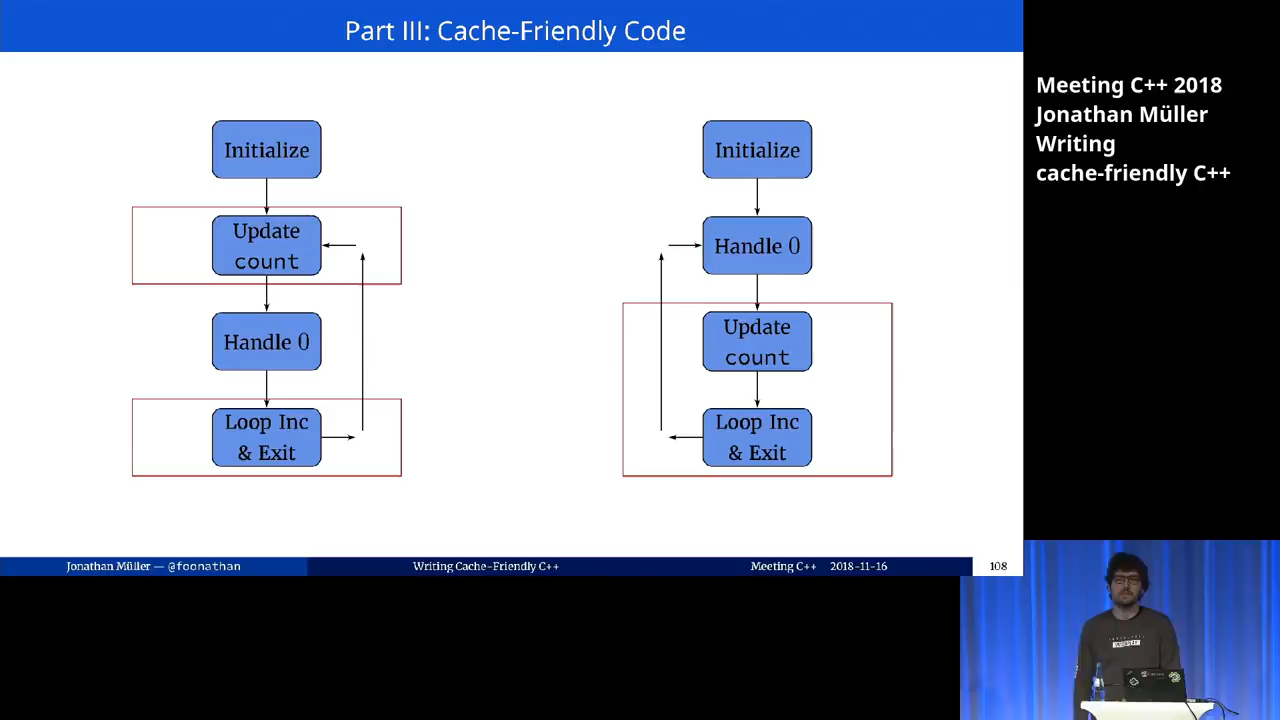 Part III: Cache-Friendly Code
Initialize
Update
count
Handle 0
Loop Inc
& Exit
Initialize
Handle 0
Update
count
Loop Inc
& Exit
Jonathan Müller — @foonathan
Writing Cache-Friendly C++
Meeting C++ 2018-11-16
108
Meeting C++ 2018
Jonathan Müller
Writing
cache-friendly C++